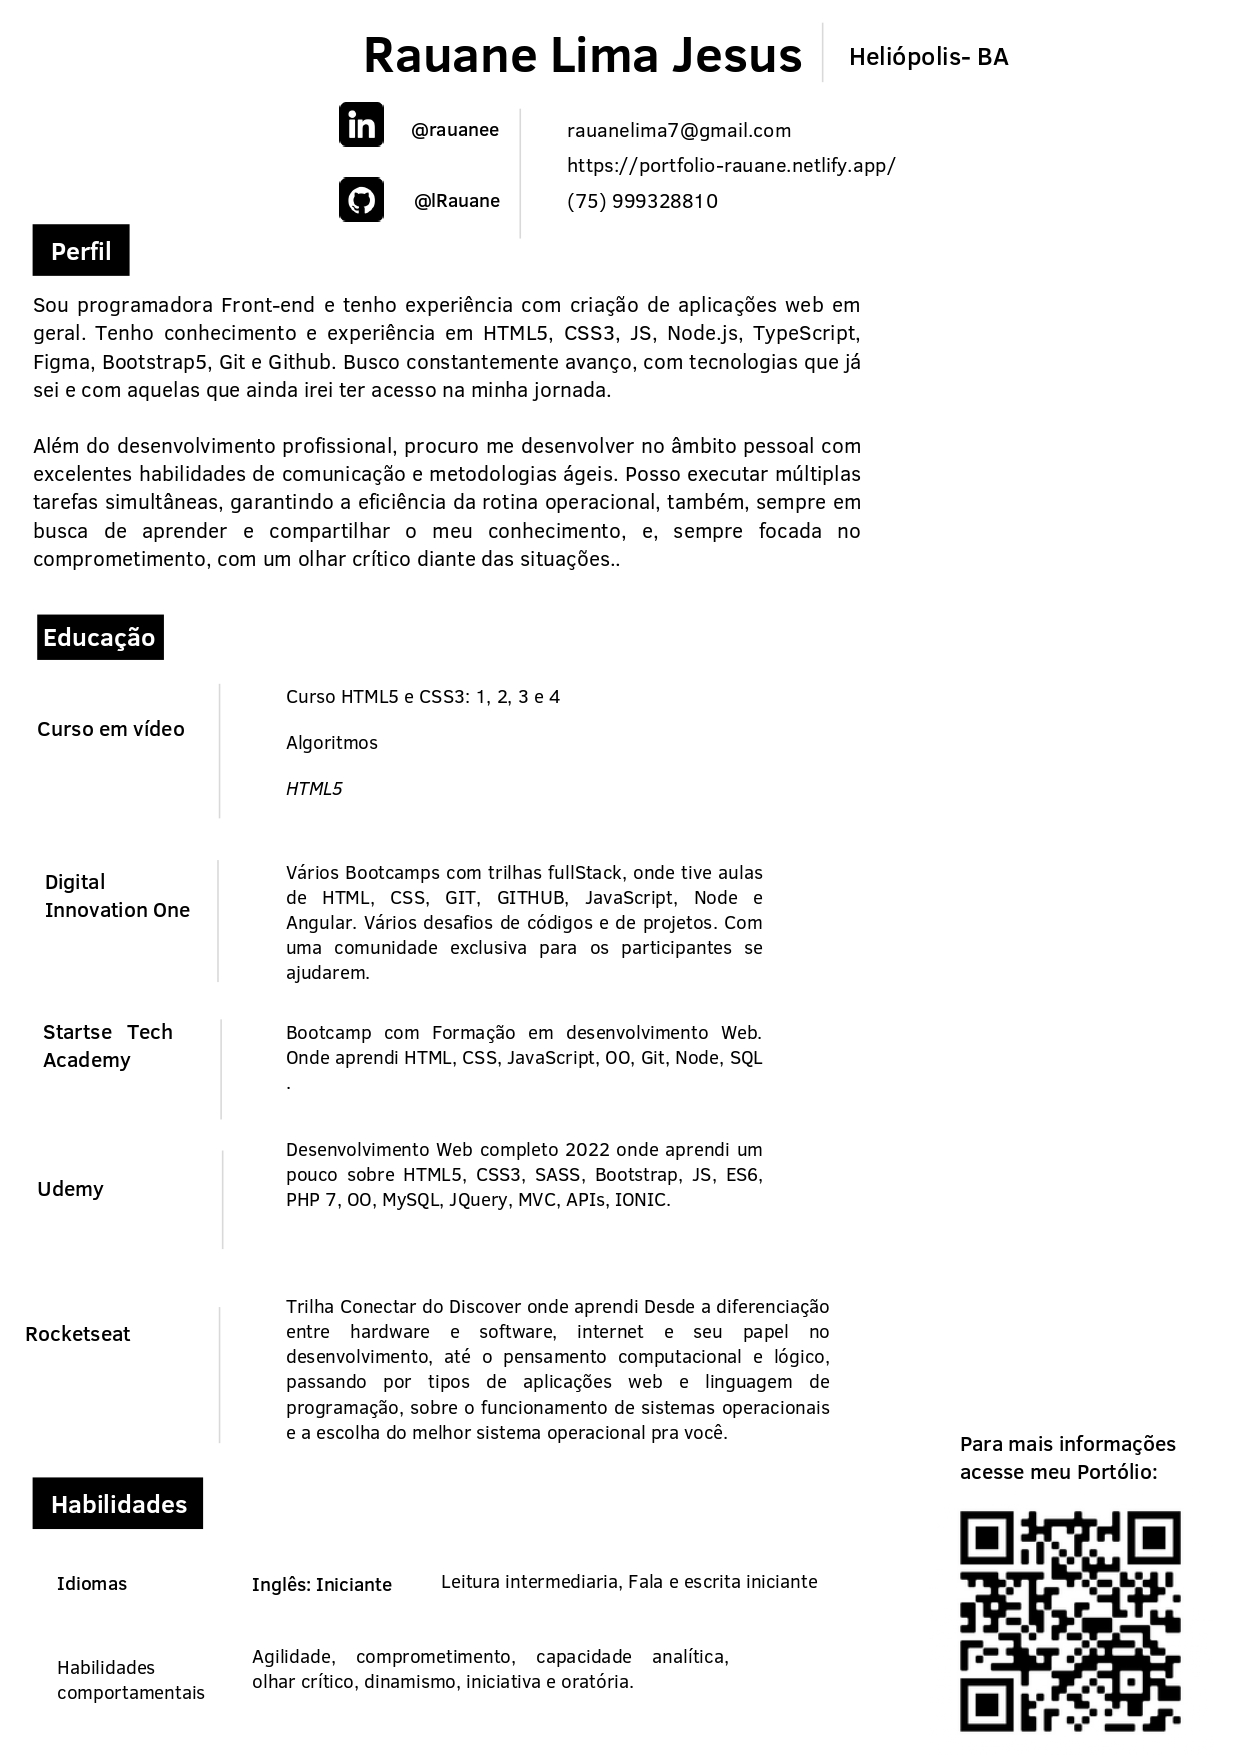 Rauane Lima Jesus
Heliópolis- BA
in
@rauanee
rauanelima7@gmail.com
https://portfolio-rauane.netlify.app/
@lRauane
(75) 999328810
Perfil
Sou programadora Front-end e tenho experiência com criação de aplicações web em
geral. Tenho conhecimento e experiência em HTML5, CSS3, JS, Node.js, TypeScript,
Figma, Bootstrap5, Git e Github. Busco constantemente avanço, com tecnologias que já
sei e com aquelas que ainda irei ter acesso na minha jornada.
Além do desenvolvimento profissional, procuro me desenvolver no âmbito pessoal com
excelentes habilidades de comunicação e metodologias ágeis. Posso executar múltiplas
tarefas simultâneas, garantindo a eficiência da rotina operacional, também, sempre em
busca de aprender e compartilhar o meu conhecimento, e, sempre focada no
comprometimento, com um olhar crítico diante das situações..
Educação
Curso em vídeo
Curso HTML5 e CSS3: 1, 2, 3 e 4
Algoritmos
HTML5
Digital
Innovation One
Vários Bootcamps com trilhas fullStack, onde tive aulas
de HTML, CSS, GIT, GITHUB, JavaScript, Node e
Angular. Vários desafios de códigos e de projetos. Com
uma comunidade exclusiva para os participantes se
ajudarem.
Startse Tech
Academy
Bootcamp com Formação em desenvolvimento Web.
Onde aprendi HTML, CSS, JavaScript, OO, Git, Node, SQL
.
Udemy
Desenvolvimento Web completo 2022 onde aprendi um
pouco sobre HTML5, CSS3, SASS, Bootstrap, JS, ES6,
PHP 7, OO, MySQL, JQuery, MVC, APIs, IONIC.
Rocketseat
Trilha Conectar do Discover onde aprendi Desde a diferenciação
entre hardware e software, internet e seu papel no
desenvolvimento, até o pensamento computacional e lógico,
passando por tipos de aplicações web e linguagem de
programação, sobre o funcionamento de sistemas operacionais
e a escolha do melhor sistema operacional pra você.
Para mais informações
acesse meu Portólio:
Habilidades
Idiomas
Inglês: Iniciante
Leitura intermediaria, Fala e escrita iniciante
Habilidades
comportamentais
Agilidade, comprometimento, capacidade analítica,
olhar crítico, dinamismo, iniciativa e oratória.